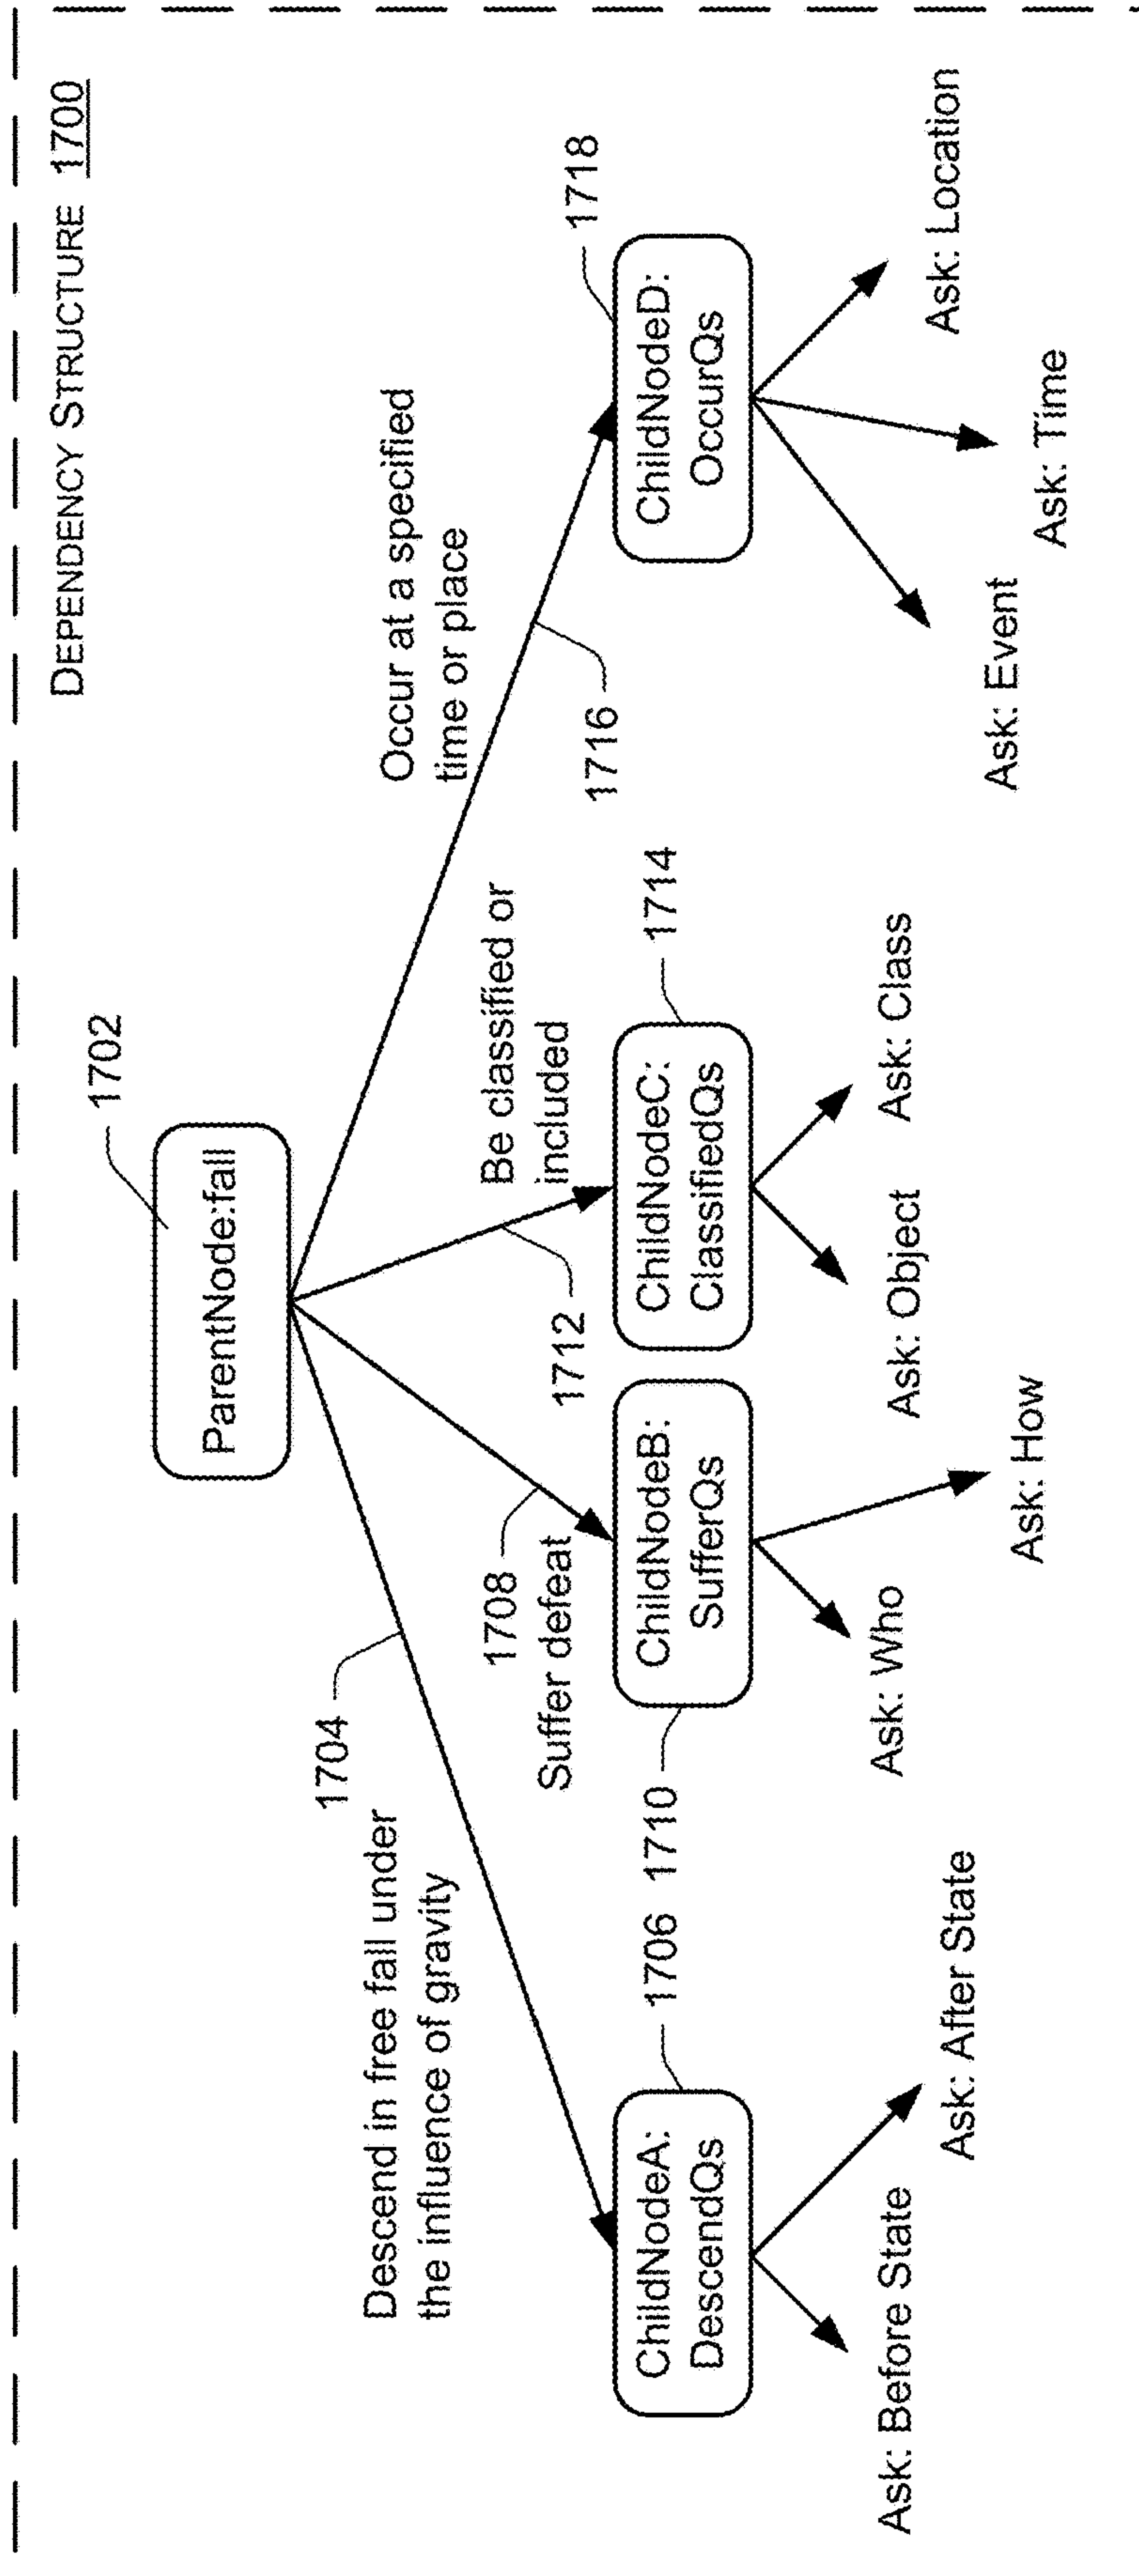 DEPENDENCY STRUCTURE 1700
1702
ParentNode:fall
1704
Descend in free fall under
the influence of gravity
1708
Suffer defeat
1712
Be classified or
included
Occur at a specified
time or place
1716
1706
ChildNodeA:
DescendQs
1710
ChildNodeB:
SufferQs
1714
ChildNodeC:
ClassifiedQs
1718
ChildNodeD:
OccurQs
Ask: Before State
Ask: After State
Ask: Who
Ask: How
Ask: Object
Ask: Class
Ask: Event
Ask: Time
Ask: Location